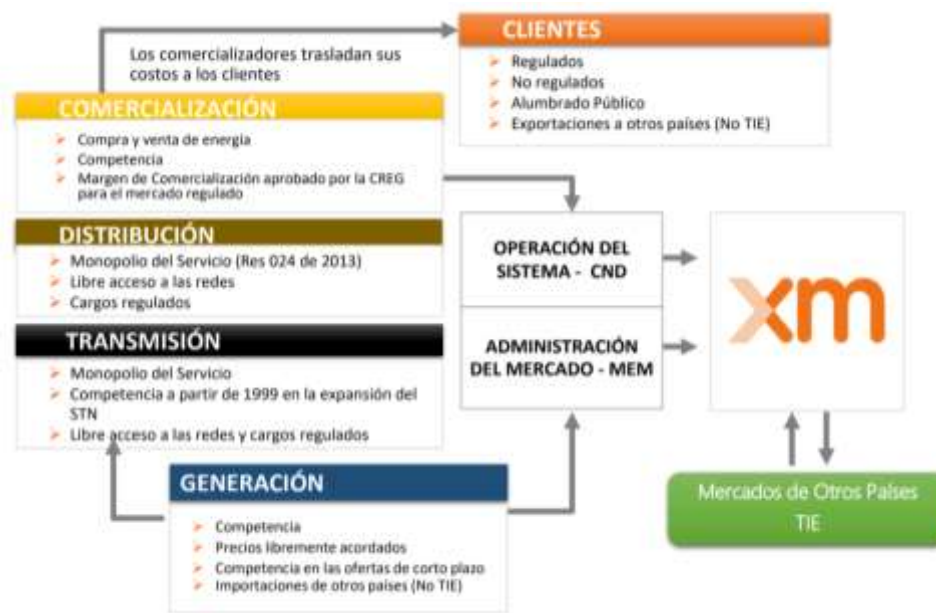 CLIENTES
Regulados
No regulados
Alumbrado Público
Exportaciones a otros países (No TIE)
Los comercializadores trasladan sus
costos a los clientes
COMERCIALIZACIÓN
Compra y venta de energía
Competencia
Margen de Comercialización aprobado por la CREG
para el mercado regulado
DISTRIBUCIÓN
Monopolio del Servicio (Res 024 de 2013)
Libre acceso a las redes
Cargos regulados
TRANSMISIÓN
Monopolio del Servicio
Competencia a partir de 1999 en la expansión del
STN
Libre acceso a las redes y cargos regulados
GENERACIÓN
Competencia
Precios libremente acordados
Competencia en las ofertas de corto plazo
Importaciones de otros países (No TIE)
OPERACIÓN DEL
SISTEMA - CND
ADMINISTRACIÓN
DEL MERCADO - MEM
xm
Mercados de Otros Países
TIE